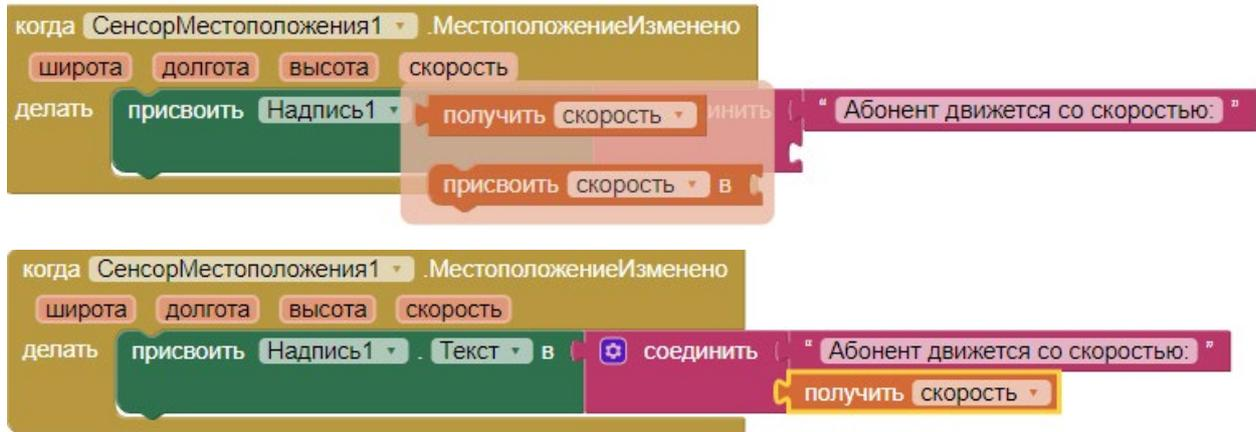 когда СенсорМестоположения1 .МестоположениеИзменено
широта долгота высота скорость
делать присвоить Надпись1 инить " Абонент движется со скоростью: "
получить скорость
присвоить скорость в
когда СенсорМестоположения1 .МестоположениеИзменено
широта долгота высота скорость
делать присвоить Надпись1 . Текст в соединить " Абонент движется со скоростью: "
получить скорость